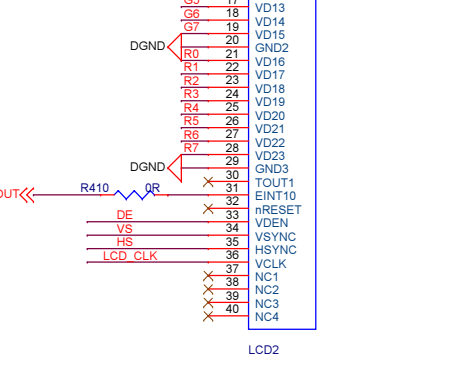 G5 17 VD13
G6 18 VD14
G7 19 VD15
DGND 20 GND2
R0 21 VD16
R1 22 VD17
R2 23 VD18
R3 24 VD19
R4 25 VD20
R5 26 VD21
R6 27 VD22
R7 28 VD23
DGND 29 GND3
30 TOUT1
OUT R410 0R 31 EINT10
32 nRESET
DE 33 VDEN
VS 34 VSYNC
HS 35 HSYNC
LCD_CLK 36 VCLK
37 NC1
38 NC2
39 NC3
40 NC4
LCD2